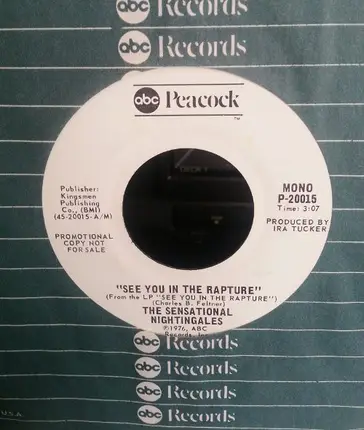 abc Records
abc Records
abc Peacock
TM
Publisher:
Kingsmen
Publishing
Co., (BMI)
(45-20015-A/M)
PROMOTIONAL
COPY NOT
FOR SALE
MONO
P-20015
Time: 3:07
PRODUCED BY
IRA TUCKER
"SEE YOU IN THE RAPTURE"
(From the LP "SEE YOU IN THE RAPTURE")
(Charles B. Feltner)
THE SENSATIONAL
NIGHTINGALES
℗1976, ABC
Records, Inc.
abc Records
abc Records
abc Records
abc Records
U.S.A.